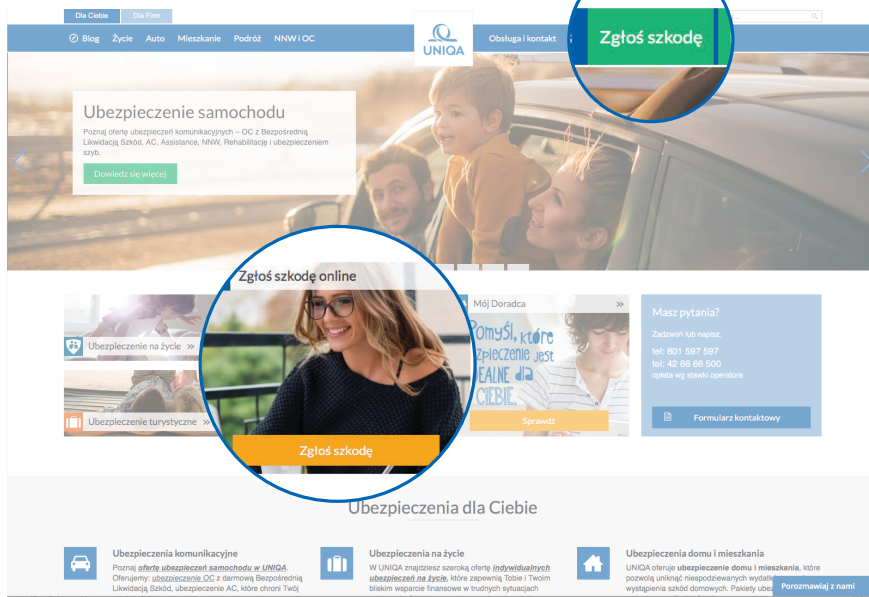 Dla Ciebie
Dla Firm
Blog Życie Auto Mieszkanie Podróż NNW i OC
UNIQA
Obsługa i kontakt
Zgłoś szkodę
Ubezpieczenie samochodu
Poznaj ofertę ubezpieczeń komunikacyjnych – OC z Bezpośrednią
Likwidacją Szkód, AC, Assistance, NNW, Rehabilitację i ubezpieczeniem
szyb.
Dowiedz się więcej
Zgłoś szkodę online
Zgłoś szkodę
Ubezpieczenie na życie »
Ubezpieczenie turystyczne »
Mój Doradca »
Pomyśl, które
zpieczenie jest
EALNE dla
CIEBIE.
Sprawdź
Masz pytania?
Zadzwoń lub napisz.
tel: 801 597 597
tel: 42 66 66 500
opłata wg stawki operatora
Formularz kontaktowy
Ubezpieczenia dla Ciebie
Ubezpieczenia komunikacyjne
Poznaj ofertę ubezpieczeń samochodu w UNIQA.
Oferujemy: ubezpieczenie OC z darmową Bezpośrednią
Likwidacją Szkód, ubezpieczenie AC, które chroni Twój
Ubezpieczenia na życie
W UNIQA znajdziesz szeroką ofertę indywidualnych
ubezpieczeń na życie, które zapewnią Tobie i Twoim
bliskim wsparcie finansowe w trudnych sytuacjach
Ubezpieczenia domu i mieszkania
UNIQA oferuje ubezpieczenie domu i mieszkania, które
pozwolą uniknąć niespodziewanych wydatk
wystąpienia szkód domowych. Pakiety ubez
Porozmawiaj z nami